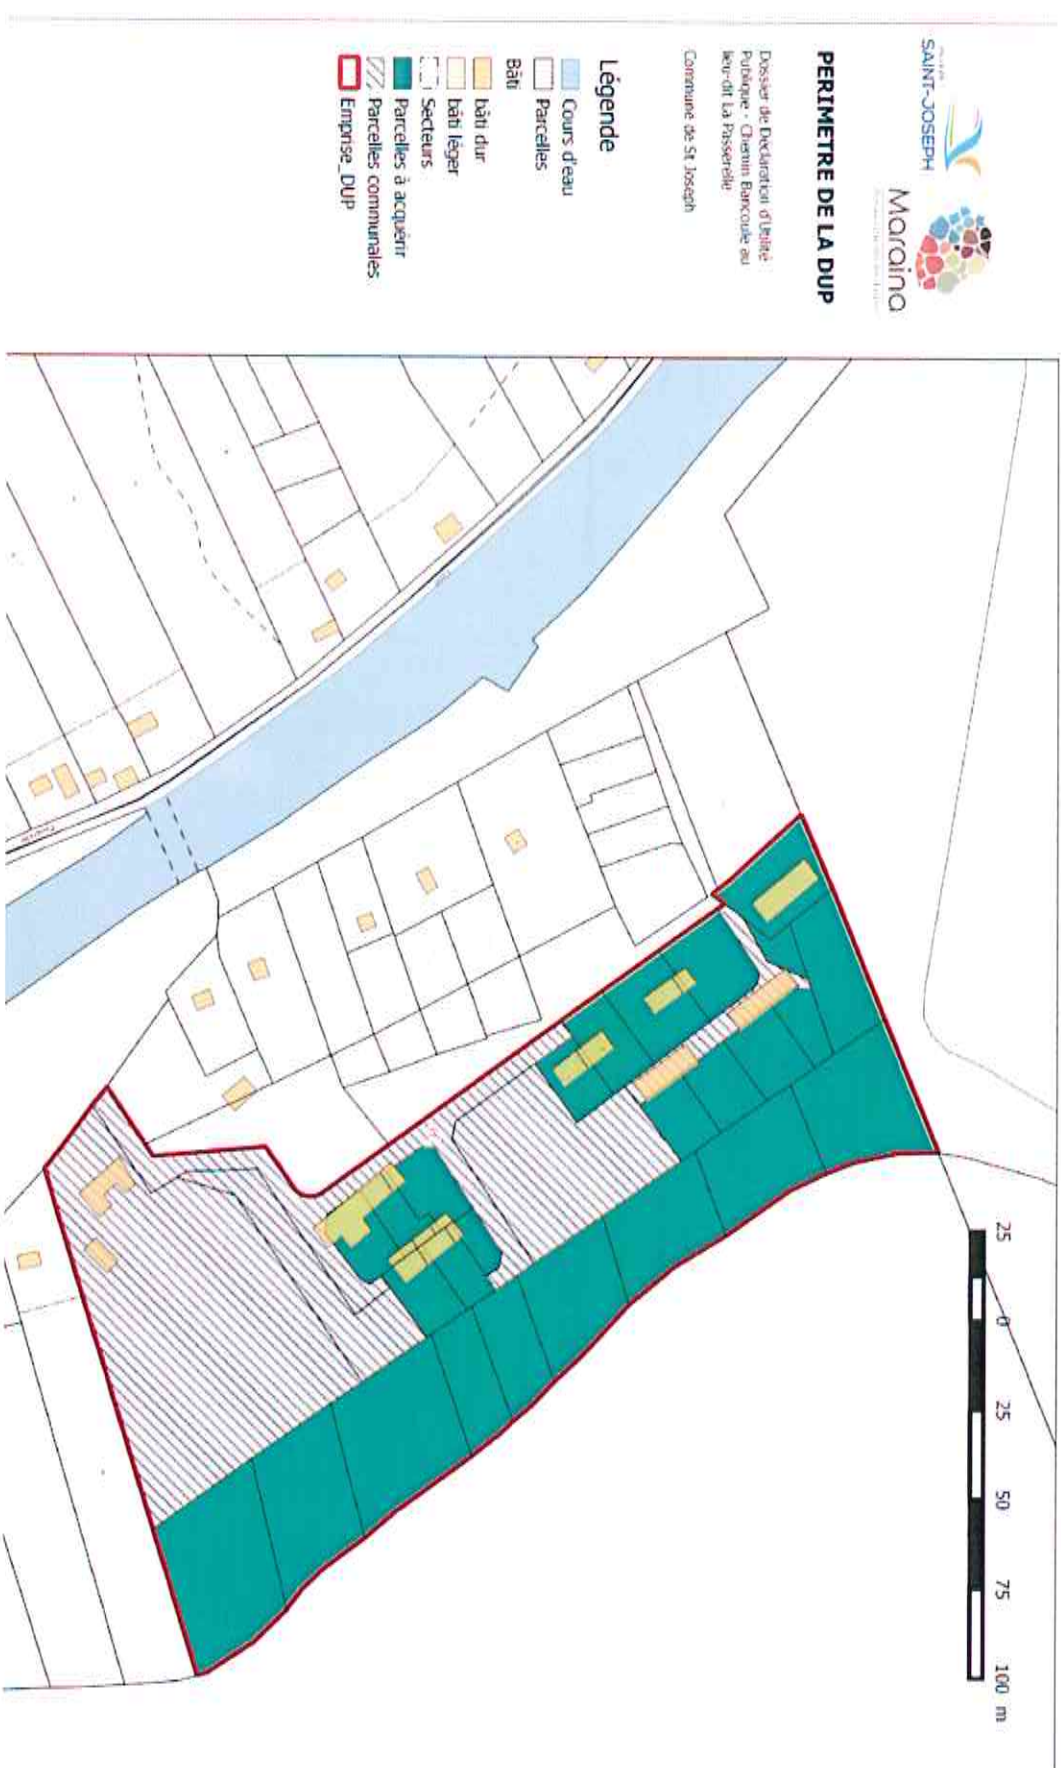 SAINT-JOSEPH
Maraina
PERIMETRE DE LA DUP
Dossier de Déclaration d'Utilité
Publique - Chemin Bancoule au
lieu-dit La Passerelle
Commune de St Joseph
Légende
Cours d'eau
Parcelles
Bâti
bâti dur
bâti léger
Secteurs
Parcelles à acquérir
Parcelles communales
Emprise_DUP
25 0 25 50 75 100 m